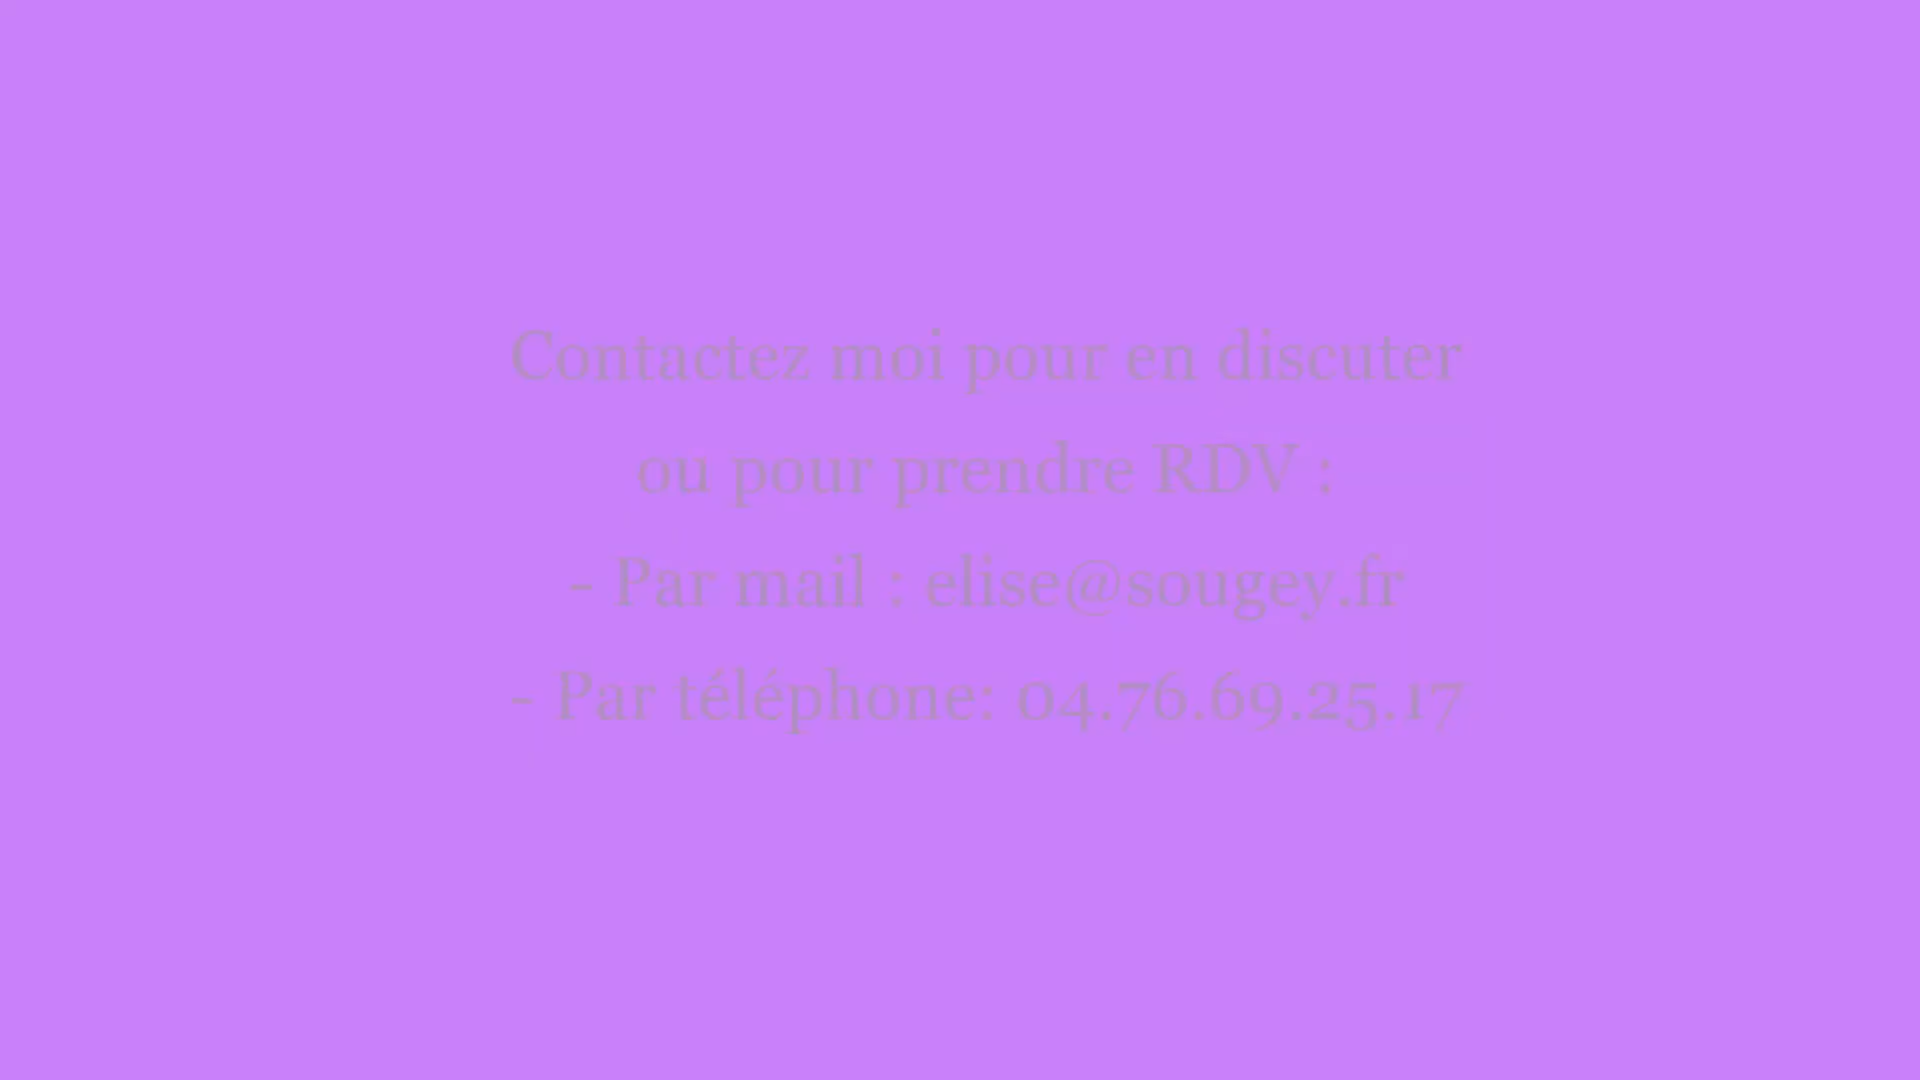 Contactez moi pour en discuter
ou pour prendre RDV :
- Par mail : elise@sougey.fr
- Par téléphone: 04.76.69.25.17